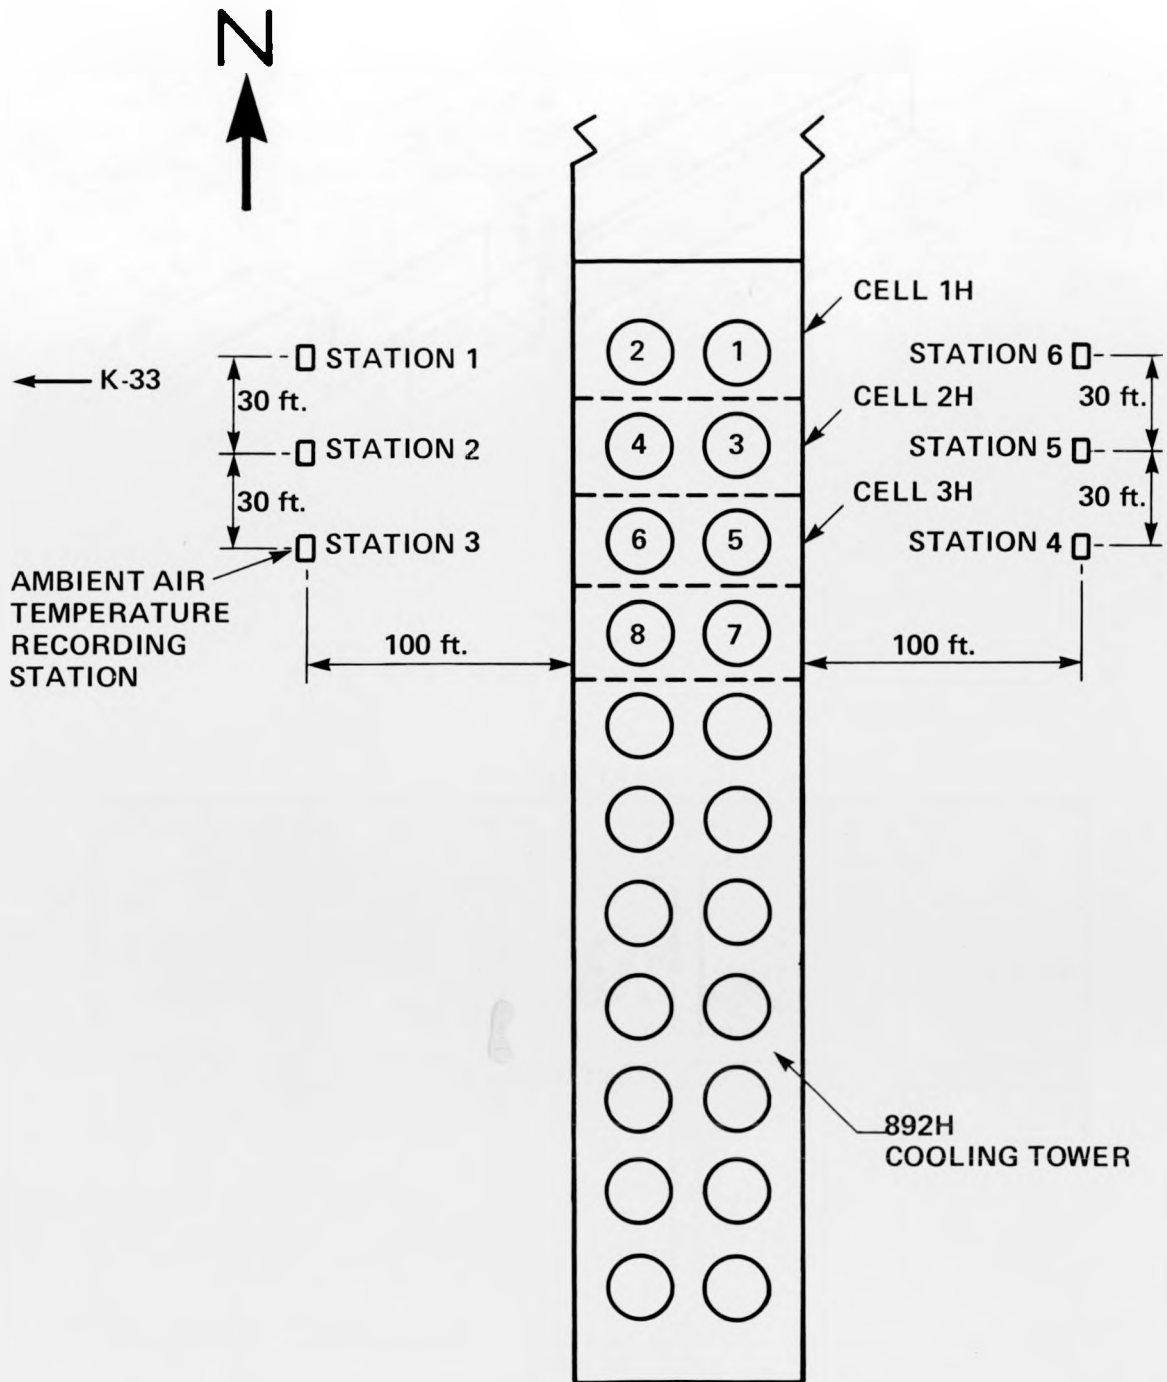 N
CELL 1H
STATION 1
2
1
STATION 6
K-33
30 ft.
30 ft.
CELL 2H
STATION 2
4
3
STATION 5
30 ft.
30 ft.
CELL 3H
STATION 3
6
5
STATION 4
AMBIENT AIR
TEMPERATURE
RECORDING
STATION
8
7
100 ft.
100 ft.
892H
COOLING TOWER